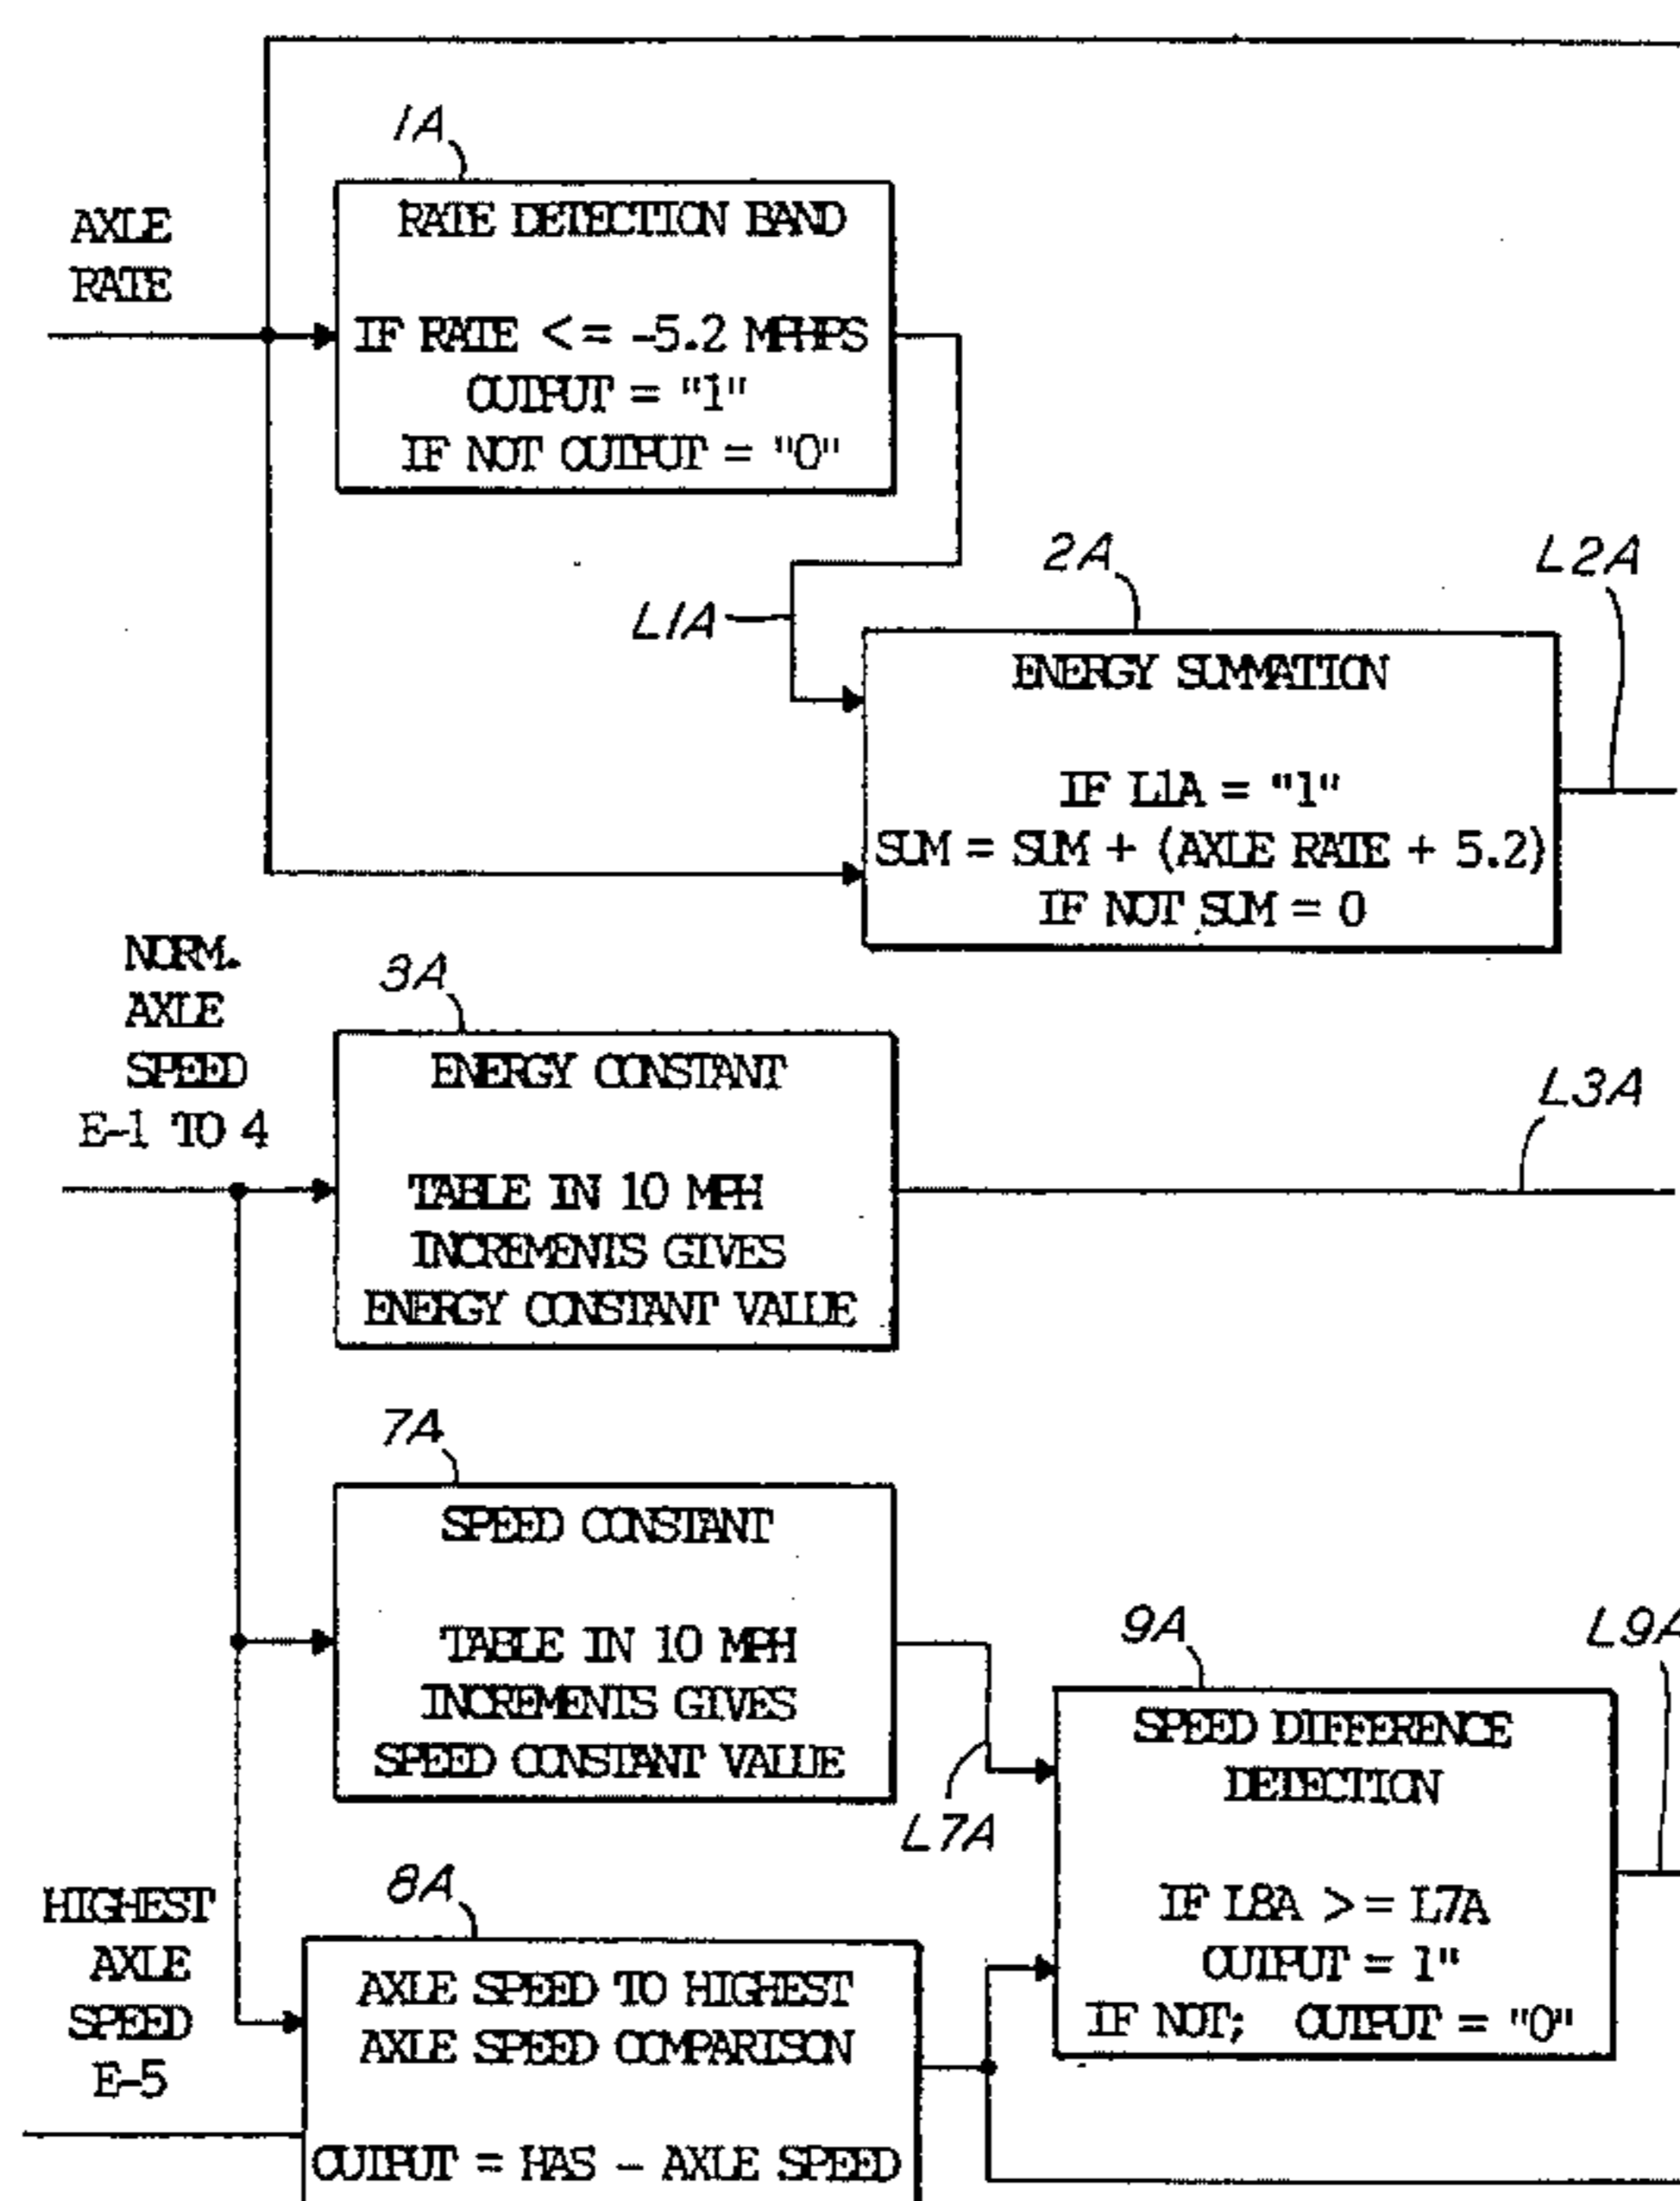 1A
AXLE
RATE
RATE DETECTION BAND
IF RATE <= -5.2 MPHPS
OUTPUT = "1"
IF NOT OUTPUT = "0"
L1A
2A
L2A
ENERGY SUMMATION
IF L1A = "1"
SUM = SUM + (AXLE RATE + 5.2)
IF NOT SUM = 0
NORM.
AXLE
SPEED
E-1 TO 4
3A
ENERGY CONSTANT
TABLE IN 10 MPH
INCREMENTS GIVES
ENERGY CONSTANT VALUE
L3A
7A
SPEED CONSTANT
TABLE IN 10 MPH
INCREMENTS GIVES
SPEED CONSTANT VALUE
L7A
9A
L9A
SPEED DIFFERENCE
DETECTION
IF L8A >= L7A
OUTPUT = 1"
IF NOT; OUTPUT = "0"
HIGHEST
AXLE
SPEED
E-5
8A
AXLE SPEED TO HIGHEST
AXLE SPEED COMPARISON
OUTPUT = HAS - AXLE SPEED